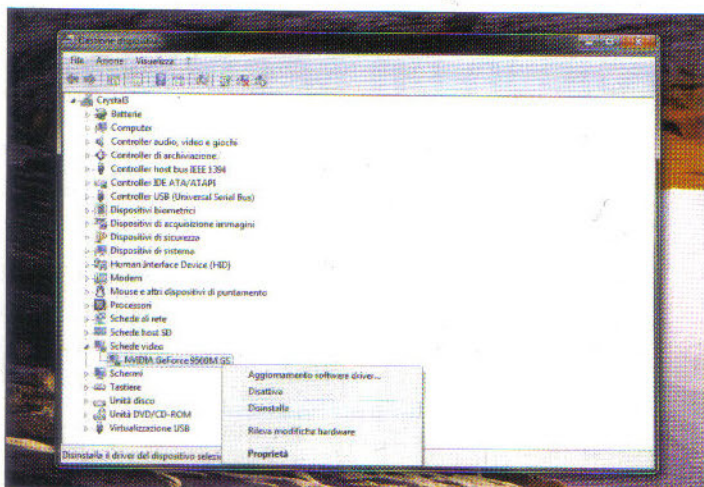 Gestione dispositivi
File Azione Visualizza ?
Crystal3
Batterie
Computer
Controller audio, video e giochi
Controller di archiviazione
Controller host bus IEEE 1394
Controller IDE ATA/ATAPI
Controller USB (Universal Serial Bus)
Dispositivi biometrici
Dispositivi di acquisizione immagini
Dispositivi di sicurezza
Dispositivi di sistema
Human Interface Device (HID)
Modem
Mouse e altri dispositivi di puntamento
Processori
Schede di rete
Schede host SD
Schede video
NVIDIA GeForce 9500M GS
Schermi
Tastiere
Unità disco
Unità DVD/CD-ROM
Virtualizzazione USB
Aggiornamento software driver...
Disattiva
Disinstalla
Rileva modifiche hardware
Proprietà
Disinstalla il driver del dispositivo selezi